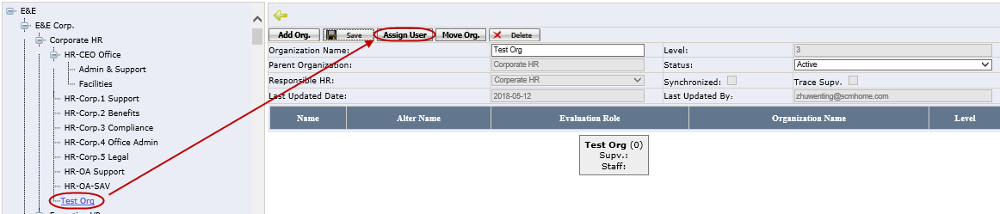 E&E
E&E Corp.
Corporate HR
HR-CEO Office
Admin & Support
Facilities
HR-Corp.1 Support
HR-Corp.2 Benefits
HR-Corp.3 Compliance
HR-Corp.4 Office Admin
HR-Corp.5 Legal
HR-OA Support
HR-OA-SAV
Test Org
Add Org. Save Assign User Move Org. Delete
Organization Name: Test Org Level: 3
Parent Organization: Corporate HR Status: Active
Responsible HR: Corperate HR Synchronized: Trace Supv.
Last Updated Date: 2018-05-12 Last Updated By: zhuwenting@scmhome.com
Name Alter Name Evaluation Role Organization Name Level
Test Org (0)
Supv.:
Staff: